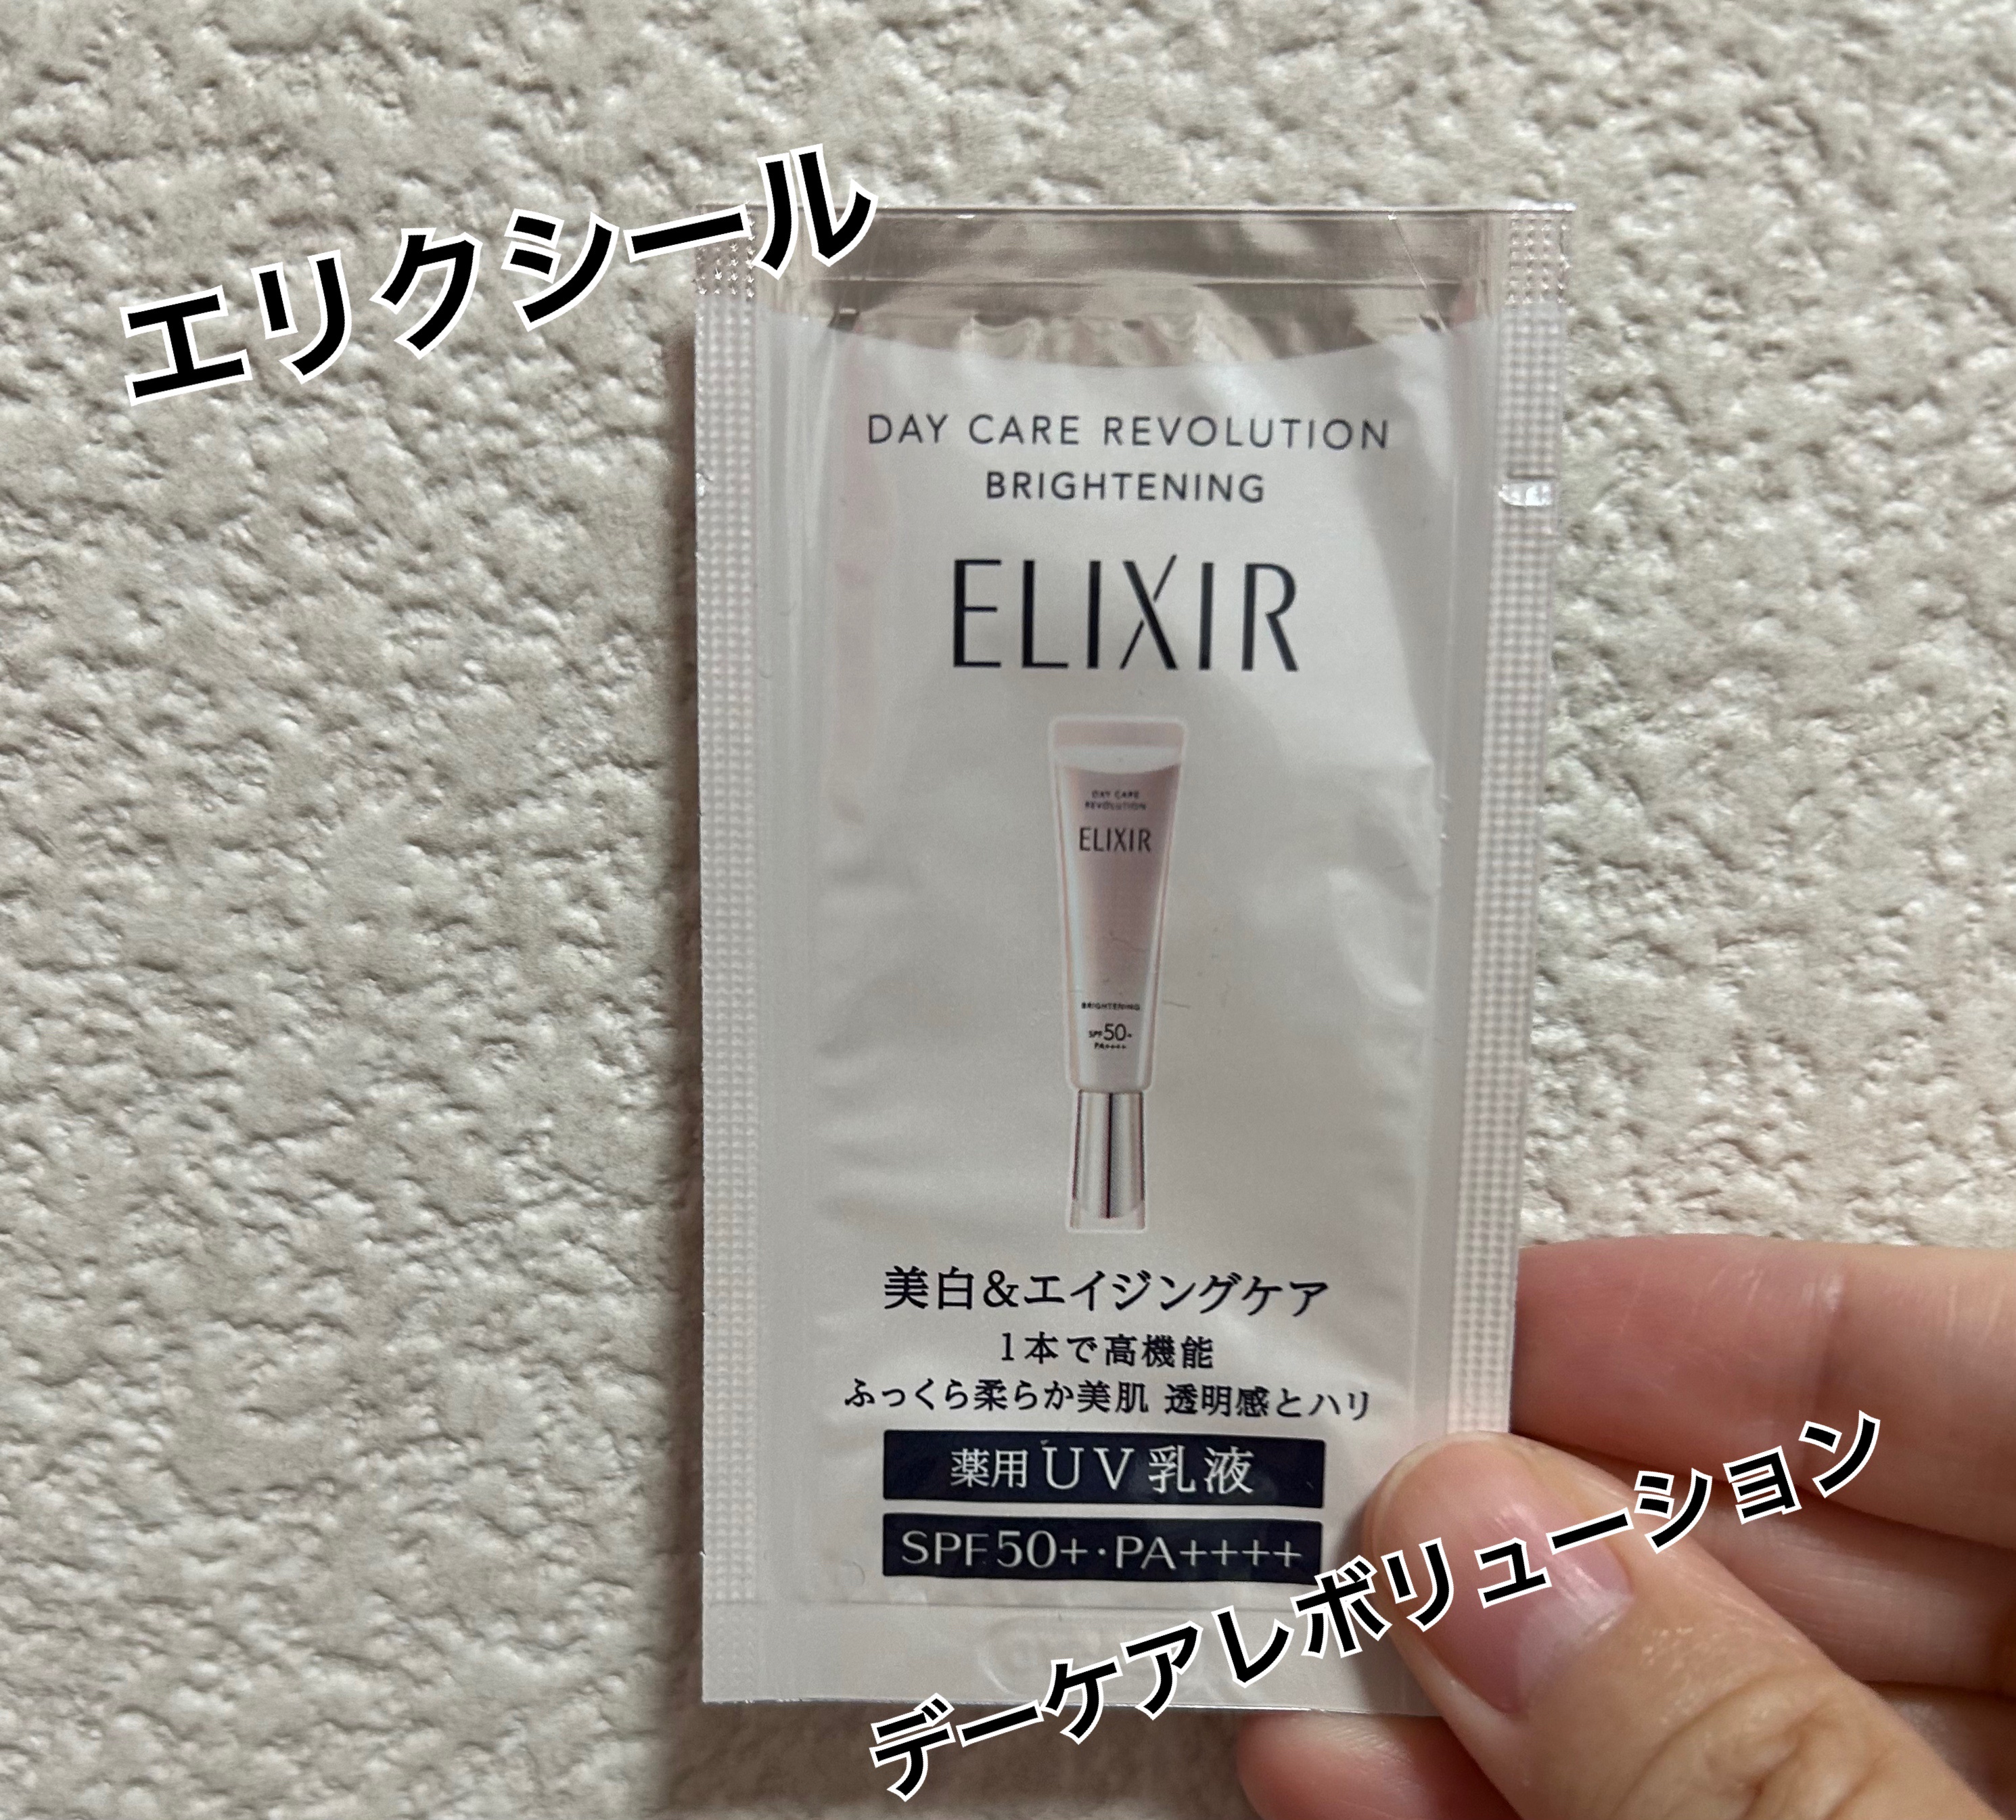 エリクシール
DAY CARE REVOLUTION
BRIGHTENING
ELIXIR
DAY CARE
REVOLUTION
ELIXIR
BRIGHTENING
SPF50+
PA++++
美白&エイジングケア
1本で高機能
ふっくら柔らか美肌 透明感とハリ
薬用UV乳液
SPF50+・PA++++
デーケアレボリューション